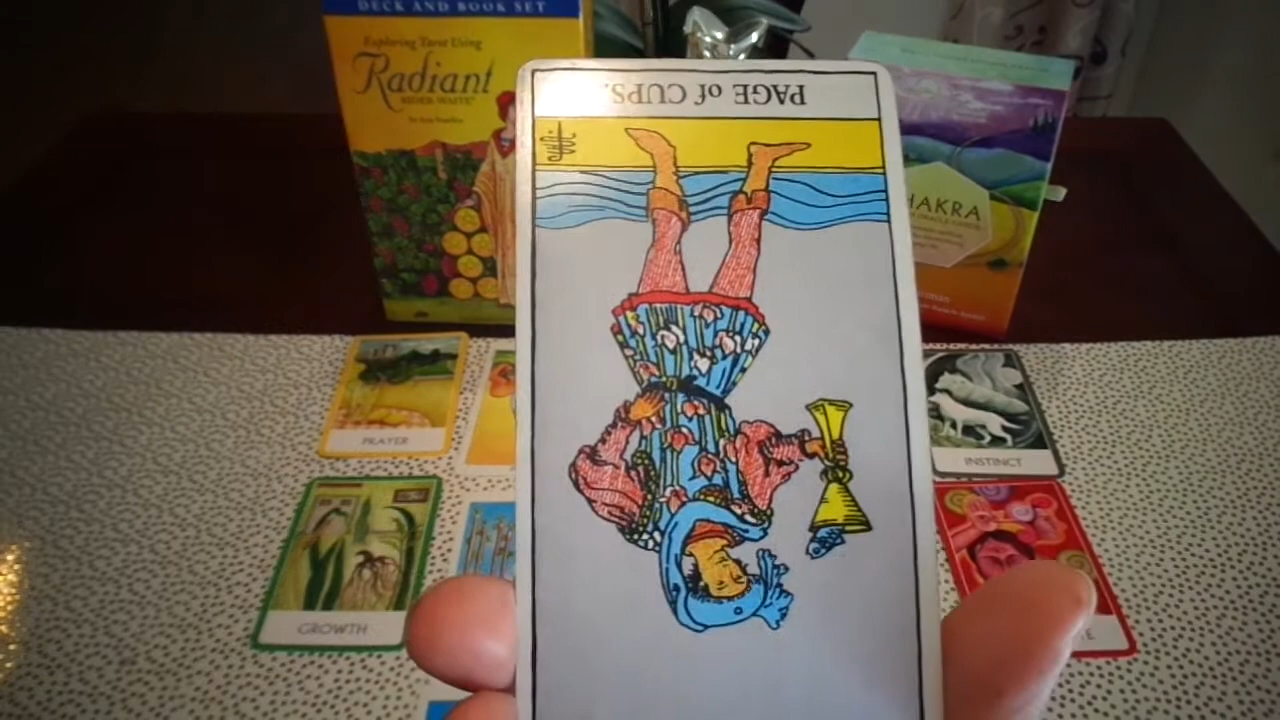 DECK AND BOOK SET
Exploring Tarot Using
Radiant
RIDER-WAITE
PAGE of CUPS.
HAKRA
PRAYER
INSTINCT
GROWTH
E